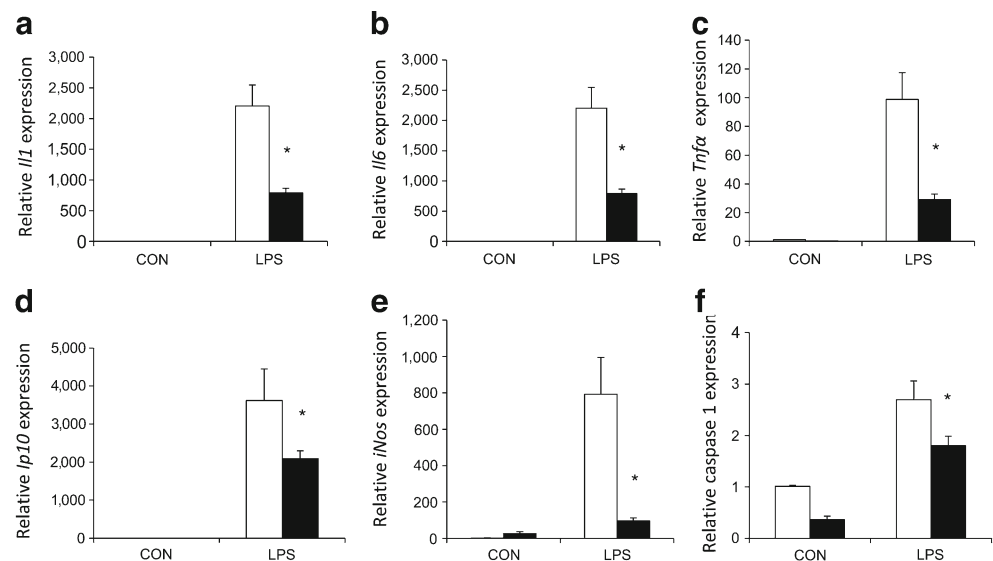 a
Relative Il1 expression
3,000
2,500
2,000
1,500
1,000
500
0
*
CON
LPS
b
Relative Il6 expression
3,000
2,500
2,000
1,500
1,000
500
0
*
CON
LPS
c
Relative Tnfα expression
140
120
100
80
60
40
20
0
*
CON
LPS
d
Relative Ip10 expression
5,000
4,000
3,000
2,000
1,000
0
*
CON
LPS
e
Relative iNos expression
1,200
1,000
800
600
400
200
0
*
CON
LPS
f
Relative caspase 1 expression
4
3
2
1
0
*
CON
LPS